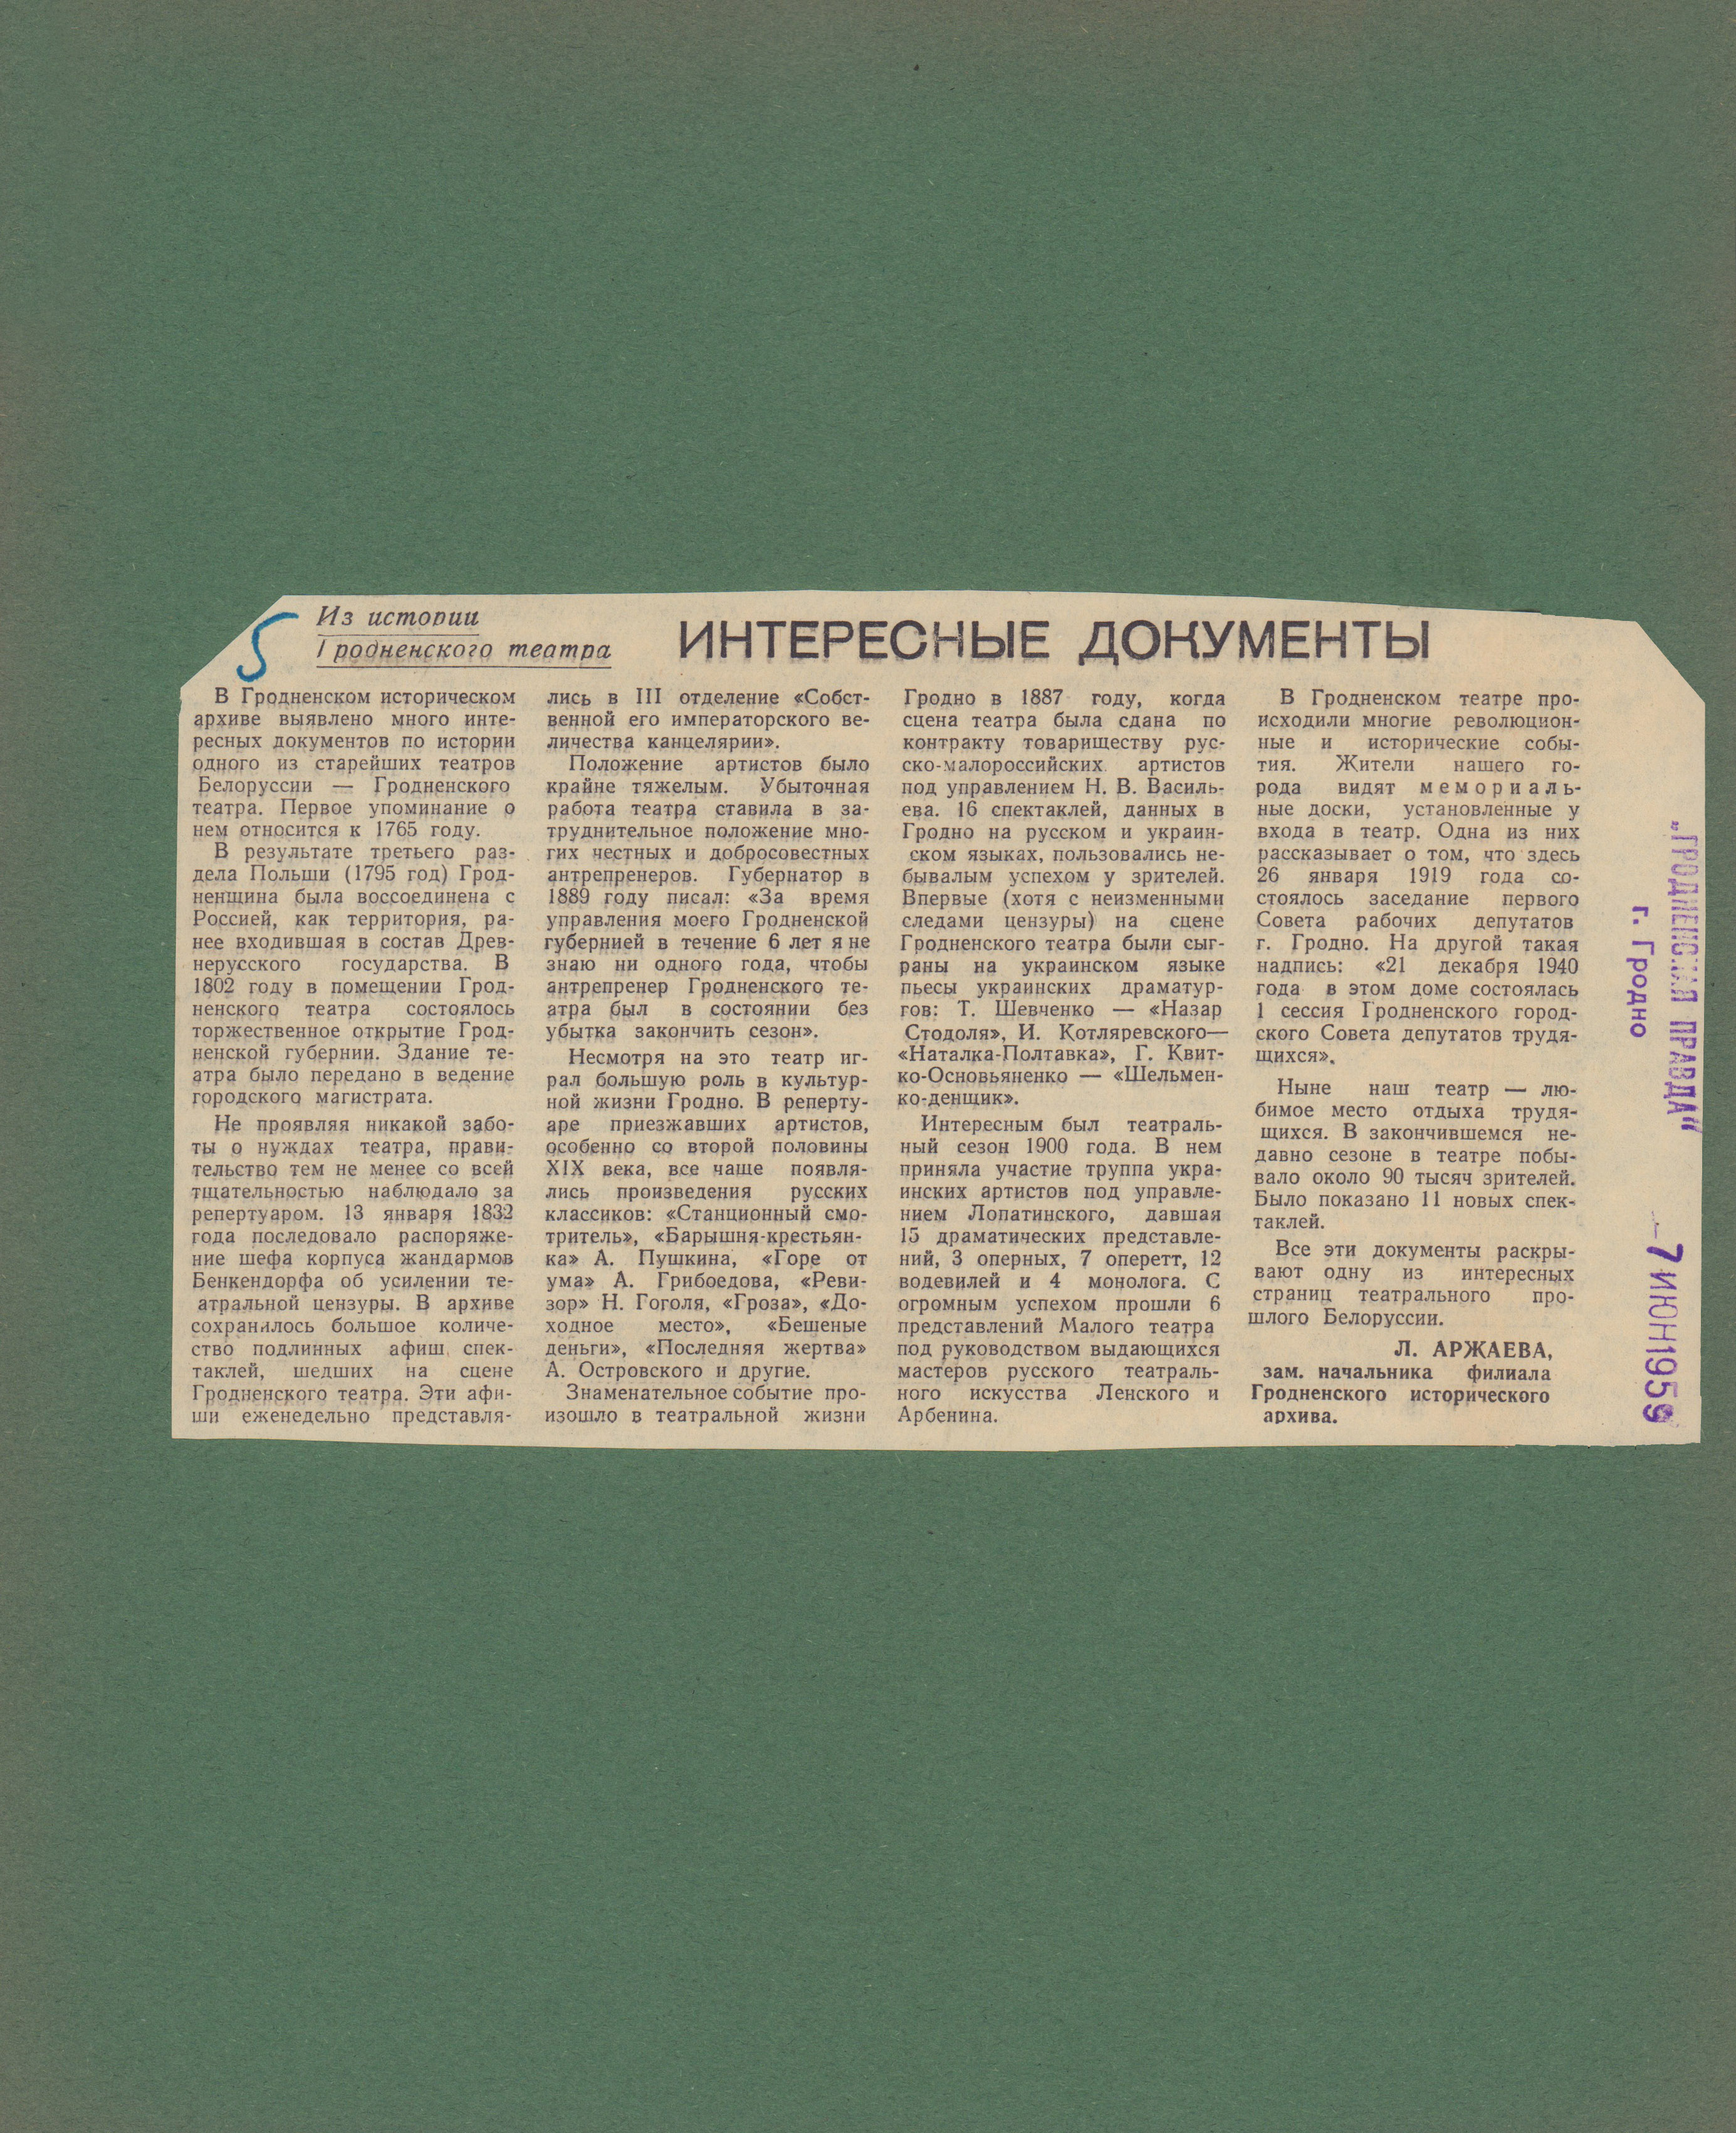 5
Из истории
Гродненского театра
ИНТЕРЕСНЫЕ ДОКУМЕНТЫ
В Гродненском историческом
архиве выявлено много инте-
ресных документов по истории
одного из старейших театров
Белоруссии — Гродненского
театра. Первое упоминание о
нем относится к 1765 году.
В результате третьего раз-
дела Польши (1795 год) Грод-
ненщина была воссоединена с
Россией, как территория, ра-
нее входившая в состав Древ-
нерусского государства. В
1802 году в помещении Грод-
ненского театра состоялось
торжественное открытие Грод-
ненской губернии. Здание те-
атра было передано в ведение
городского магистрата.
Не проявляя никакой забо-
ты о нуждах театра, прави-
тельство тем не менее со всей
тщательностью наблюдало за
репертуаром. 13 января 1832
года последовало распоряже-
ние шефа корпуса жандармов
Бенкендорфа об усилении те-
атральной цензуры. В архиве
сохранилось большое количе-
ство подлинных афиш спек-
таклей, шедших на сцене
Гродненского театра. Эти афи-
ши еженедельно представля-
лись в III отделение «Собст-
венной его императорского ве-
личества канцелярии».
Положение артистов было
крайне тяжелым. Убыточная
работа театра ставила в за-
труднительное положение мно-
гих честных и добросовестных
антрепренеров. Губернатор в
1889 году писал: «За время
управления моего Гродненской
губернией в течение 6 лет я не
знаю ни одного года, чтобы
антрепренер Гродненского те-
атра был в состоянии без
убытка закончить сезон».
Несмотря на это театр иг-
рал большую роль в культур-
ной жизни Гродно. В реперту-
аре приезжавших артистов,
особенно со второй половины
XIX века, все чаще появля-
лись произведения русских
классиков: «Станционный смо-
тритель», «Барышня-крестьян-
ка» А. Пушкина, «Горе от
ума» А. Грибоедова, «Реви-
зор» Н. Гоголя, «Гроза», «До-
ходное место», «Бешеные
деньги», «Последняя жертва»
А. Островского и другие.
Знаменательное событие про-
изошло в театральной жизни
Гродно в 1887 году, когда
сцена театра была сдана по
контракту товариществу рус-
ско-малороссийских артистов
под управлением Н. В. Василь-
ева. 16 спектаклей, данных в
Гродно на русском и украин-
ском языках, пользовались не-
бывалым успехом у зрителей.
Впервые (хотя с неизменными
следами цензуры) на сцене
Гродненского театра были сыг-
раны на украинском языке
пьесы украинских драматур-
гов: Т. Шевченко — «Назар
Стодоля», И. Котляревского—
«Наталка-Полтавка», Г. Квит-
ко-Основьяненко — «Шельмен-
ко-денщик».
Интересным был театраль-
ный сезон 1900 года. В нем
приняла участие труппа укра-
инских артистов под управле-
нием Лопатинского, давшая
15 драматических представле-
ний, 3 оперных, 7 оперетт, 12
водевилей и 4 монолога. С
огромным успехом прошли 6
представлений Малого театра
под руководством выдающихся
мастеров русского театраль-
ного искусства Ленского и
Арбенина.
В Гродненском театре про-
исходили многие революцион-
ные и исторические собы-
тия. Жители нашего го-
рода видят мемориаль-
ные доски, установленные у
входа в театр. Одна из них
рассказывает о том, что здесь
26 января 1919 года со-
стоялось заседание первого
Совета рабочих депутатов
г. Гродно. На другой такая
надпись: «21 декабря 1940
года в этом доме состоялась
1 сессия Гродненского город-
ского Совета депутатов трудя-
щихся».
Ныне наш театр — лю-
бимое место отдыха трудя-
щихся. В закончившемся не-
давно сезоне в театре побы-
вало около 90 тысяч зрителей.
Было показано 11 новых спек-
таклей.
Все эти документы раскры-
вают одну из интересных
страниц театрального про-
шлого Белоруссии.
Л. АРЖАЕВА,
зам. начальника филиала
Гродненского исторического
архива.
„ГРОДНЕНСКАЯ ПРАВДА"
г. Гродно
—7 ИЮН 1959